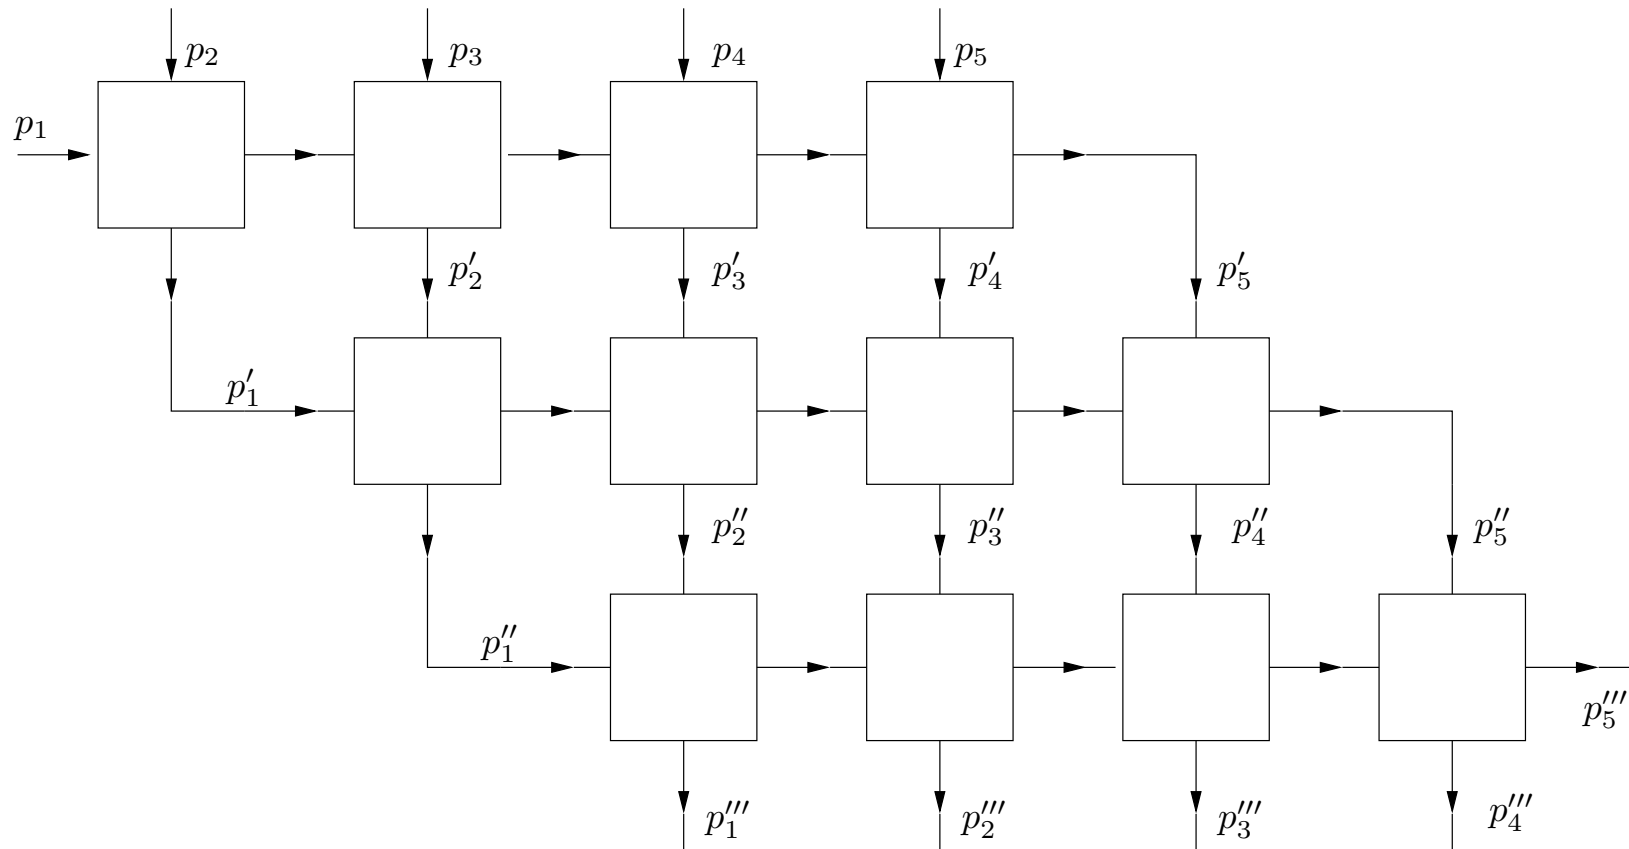 p₂ p₃ p₄ p₅
p₁
p′₂ p′₃ p′₄ p′₅
p′₁
p″₂ p″₃ p″₄ p″₅
p″₁
p‴₅
p‴₁ p‴₂ p‴₃ p‴₄